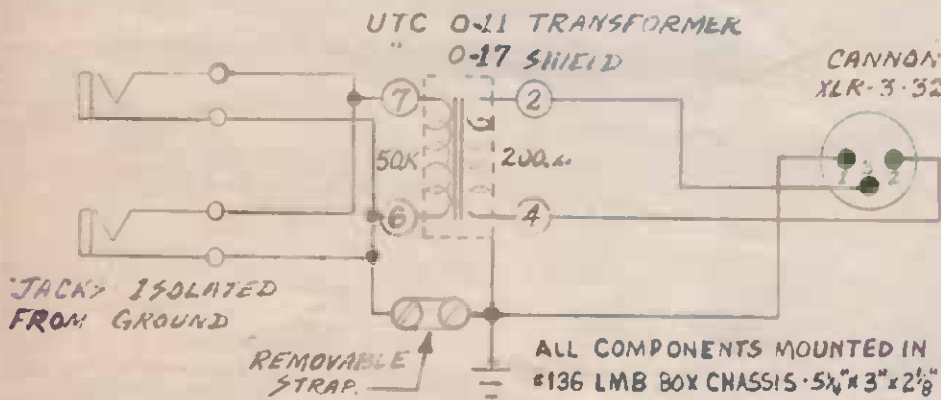 UTC O-11 TRANSFORMER
" O-17 SHIELD
CANNON
XLR-3-32
7
2
50K
200Ω
6
4
1
3
2
JACKS ISOLATED
FROM GROUND
REMOVABLE
STRAP
ALL COMPONENTS MOUNTED IN
#136 LMB BOX CHASSIS · 5¼" x 3" x 2⅛"